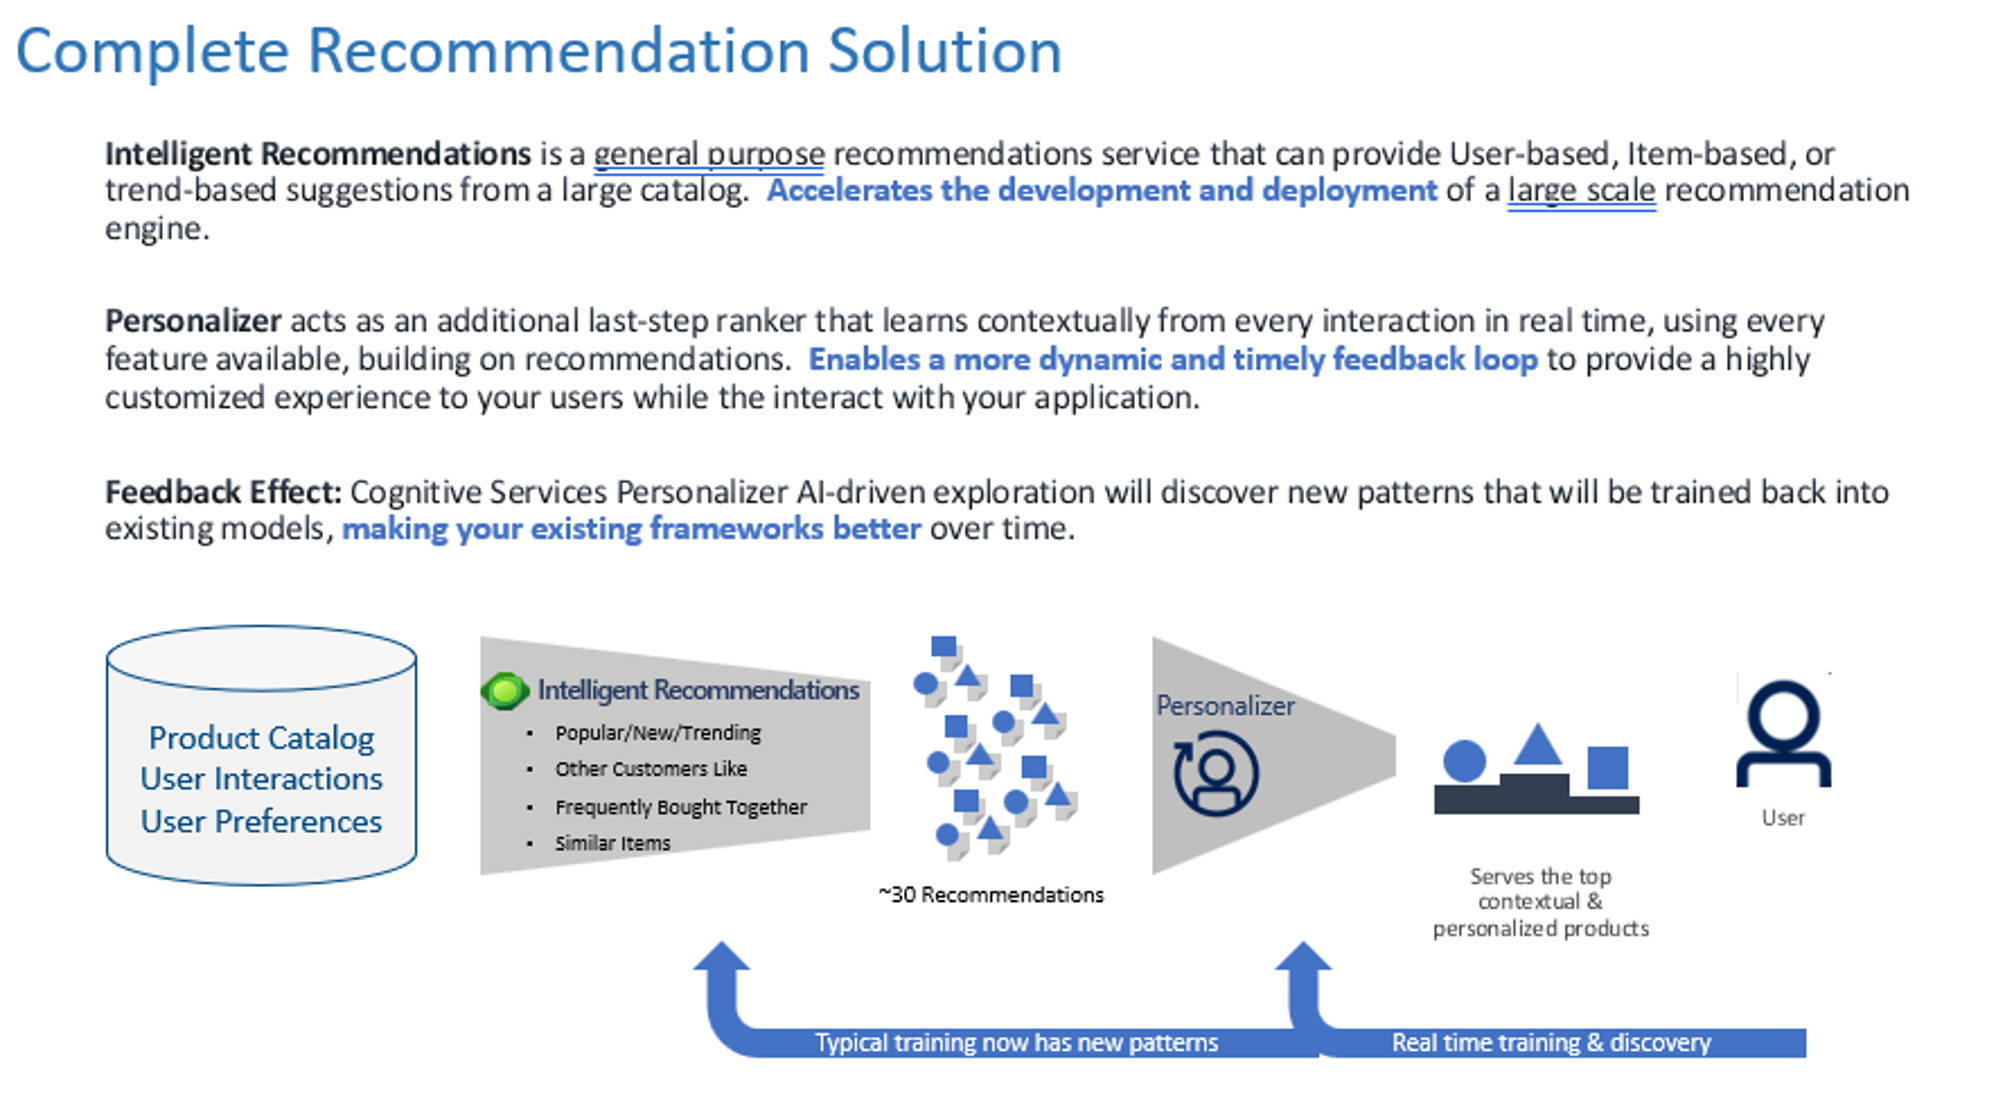 Complete Recommendation Solution
Intelligent Recommendations is a general purpose recommendations service that can provide User-based, Item-based, or
trend-based suggestions from a large catalog. Accelerates the development and deployment of a large scale recommendation
engine.
Personalizer acts as an additional last-step ranker that learns contextually from every interaction in real time, using every
feature available, building on recommendations. Enables a more dynamic and timely feedback loop to provide a highly
customized experience to your users while the interact with your application.
Feedback Effect: Cognitive Services Personalizer AI-driven exploration will discover new patterns that will be trained back into
existing models, making your existing frameworks better over time.
Product Catalog
User Interactions
User Preferences
Intelligent Recommendations
• Popular/New/Trending
• Other Customers Like
• Frequently Bought Together
• Similar Items
~30 Recommendations
Personalizer
Serves the top
contextual &
personalized products
User
Typical training now has new patterns
Real time training & discovery